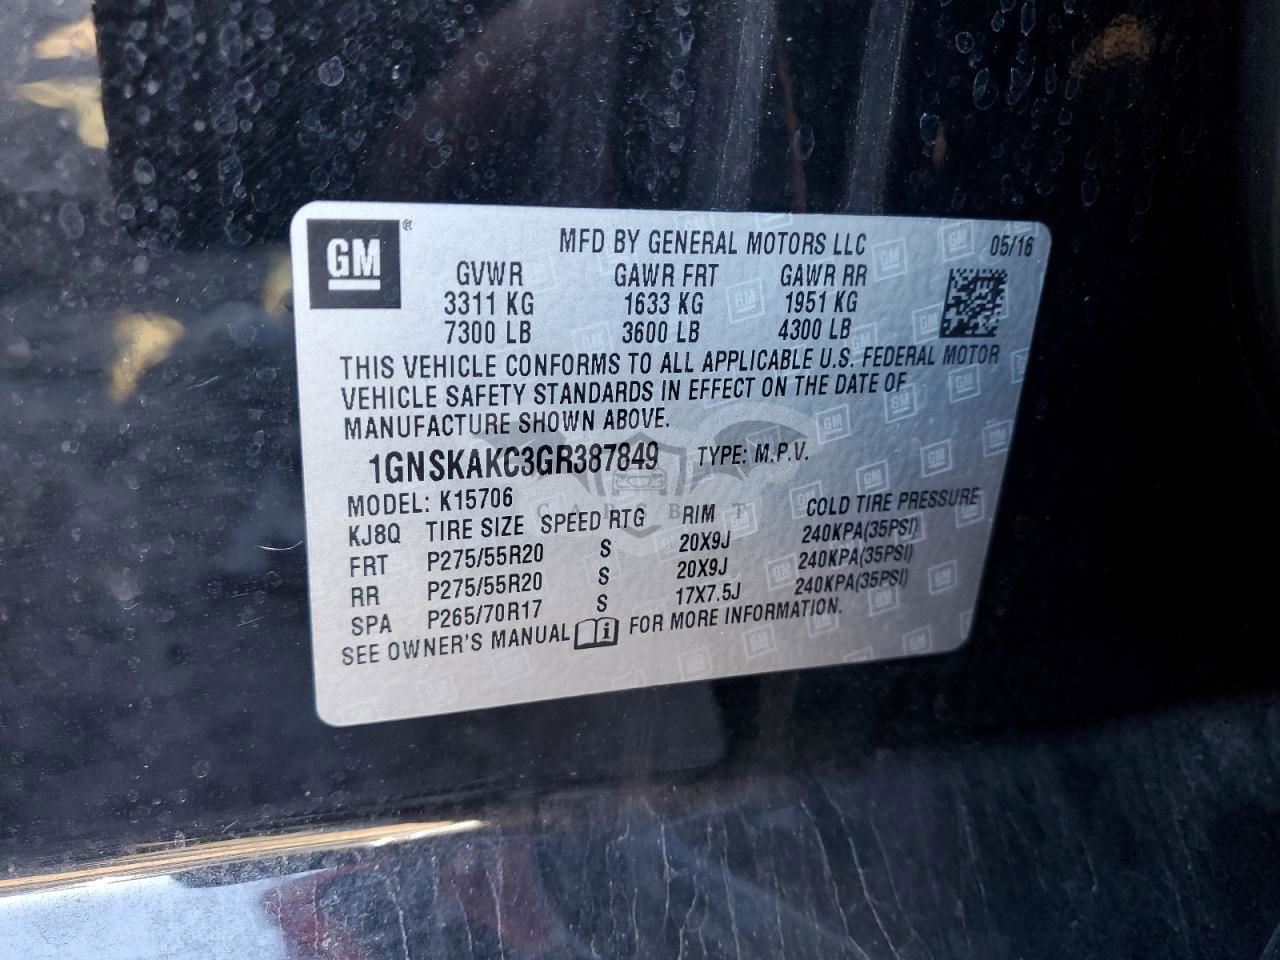 GM ®
MFD BY GENERAL MOTORS LLC 05/16
GVWR GAWR FRT GAWR RR
3311 KG 1633 KG 1951 KG
7300 LB 3600 LB 4300 LB
THIS VEHICLE CONFORMS TO ALL APPLICABLE U.S. FEDERAL MOTOR
VEHICLE SAFETY STANDARDS IN EFFECT ON THE DATE OF
MANUFACTURE SHOWN ABOVE.
1GNSKAKC3GR387849 TYPE: M.P.V.
MODEL: K15706
KJ8Q TIRE SIZE SPEED RTG RIM COLD TIRE PRESSURE
FRT P275/55R20 S 20X9J 240KPA(35PSI)
RR P275/55R20 S 20X9J 240KPA(35PSI)
SPA P265/70R17 S 17X7.5J 240KPA(35PSI)
SEE OWNER'S MANUAL i FOR MORE INFORMATION.